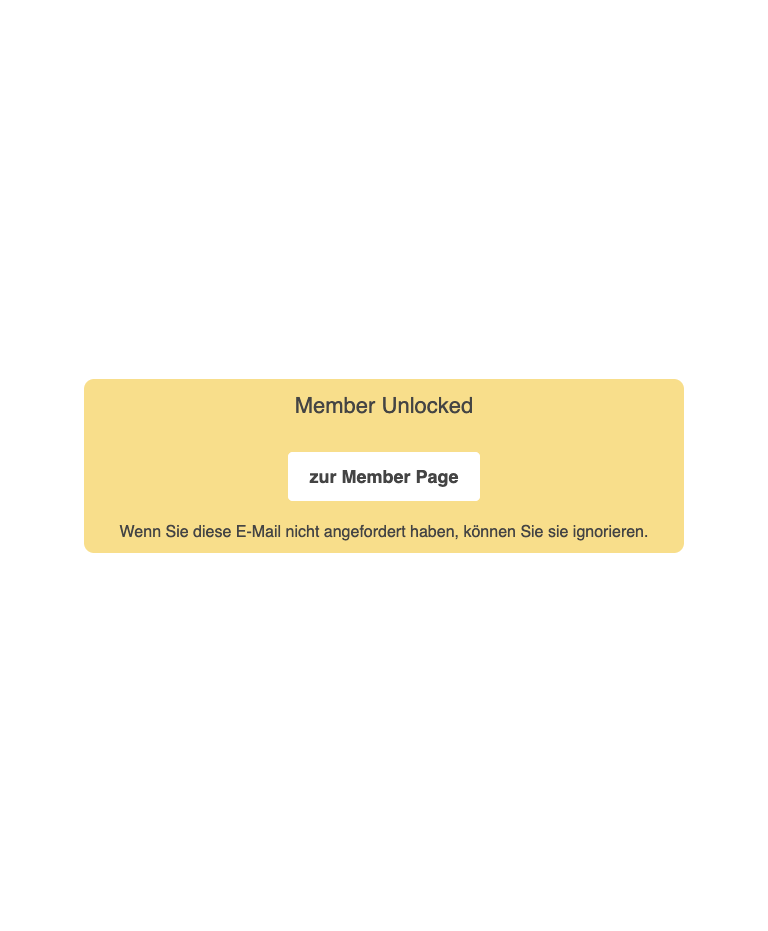 Member Unlocked
zur Member Page
Wenn Sie diese E-Mail nicht angefordert haben, können Sie sie ignorieren.